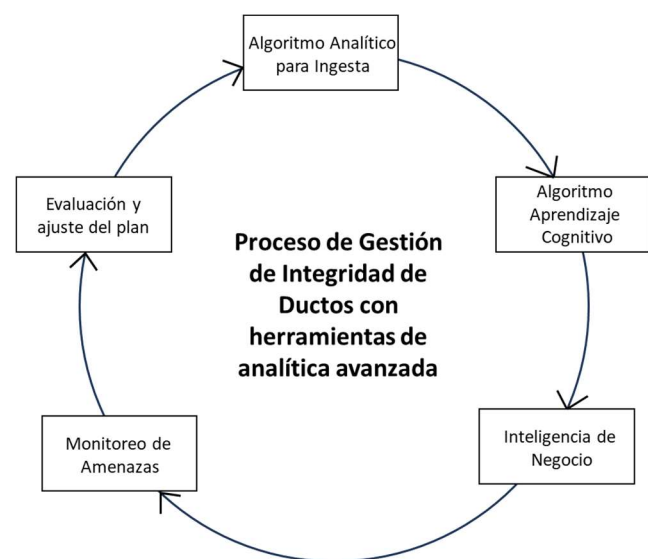 Algoritmo Analítico
para Ingesta
Algoritmo
Aprendizaje
Cognitivo
Inteligencia de
Negocio
Monitoreo de
Amenazas
Evaluación y
ajuste del plan
Proceso de Gestión
de Integridad de
Ductos con
herramientas de
analítica avanzada